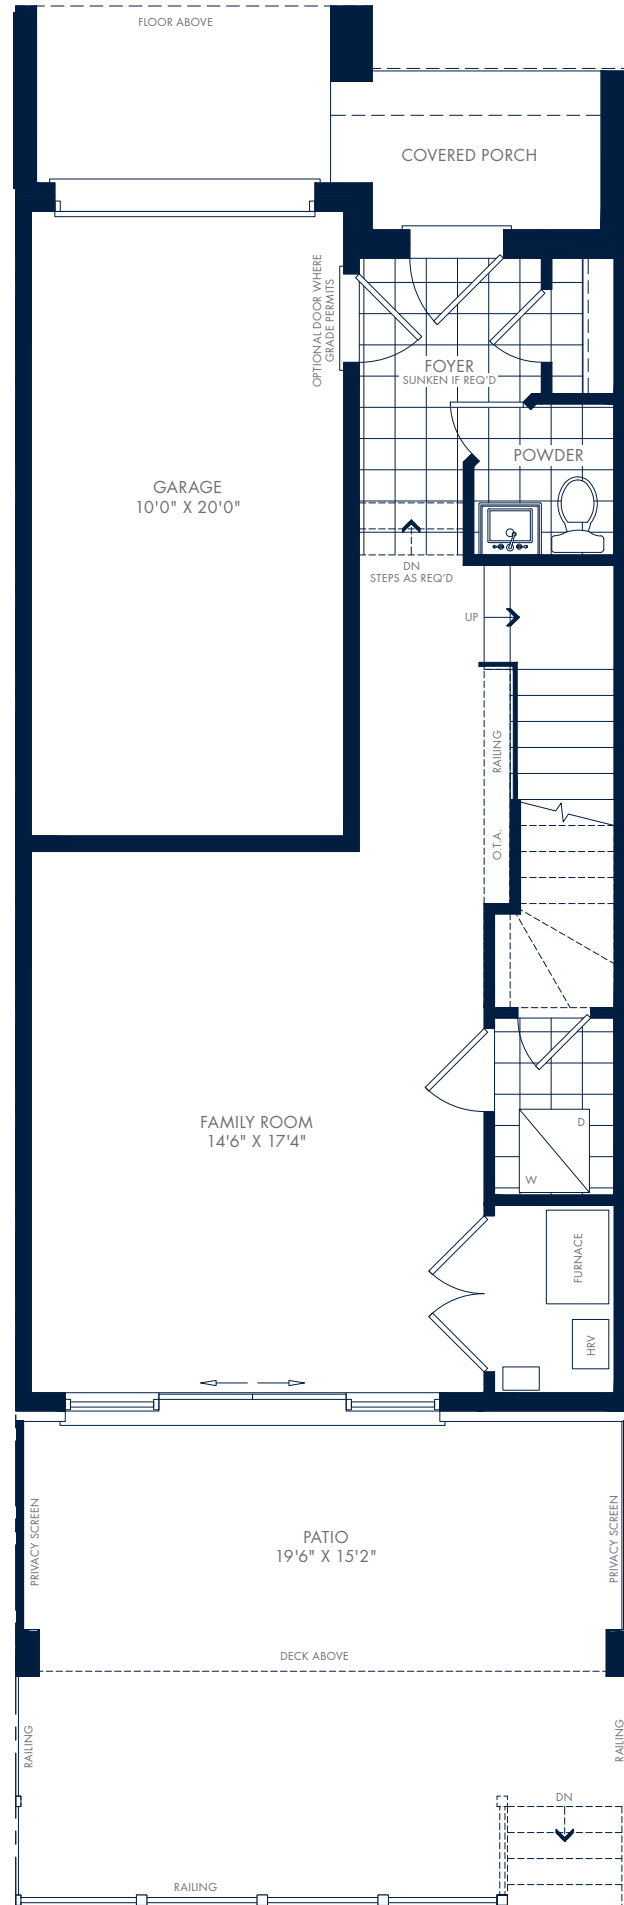 FLOOR ABOVE
COVERED PORCH
OPTIONAL DOOR WHERE
GRADE PERMITS
FOYER
SUNKEN IF REQ'D
POWDER
GARAGE
10'0" X 20'0"
DN
STEPS AS REQ'D
UP
RAILING
O.T.A.
FAMILY ROOM
14'6" X 17'4"
D
W
FURNACE
HRV
PRIVACY SCREEN
PATIO
19'6" X 15'2"
PRIVACY SCREEN
DECK ABOVE
RAILING
RAILING
DN
RAILING